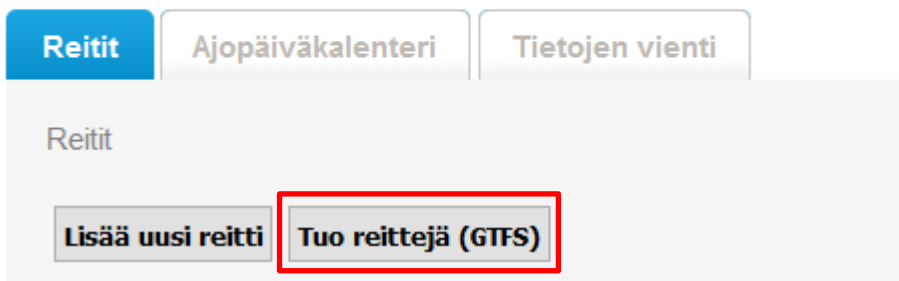 Reitit Ajopäiväkalenteri Tietojen vienti
Reitit
Lisää uusi reitti Tuo reittejä (GTFS)